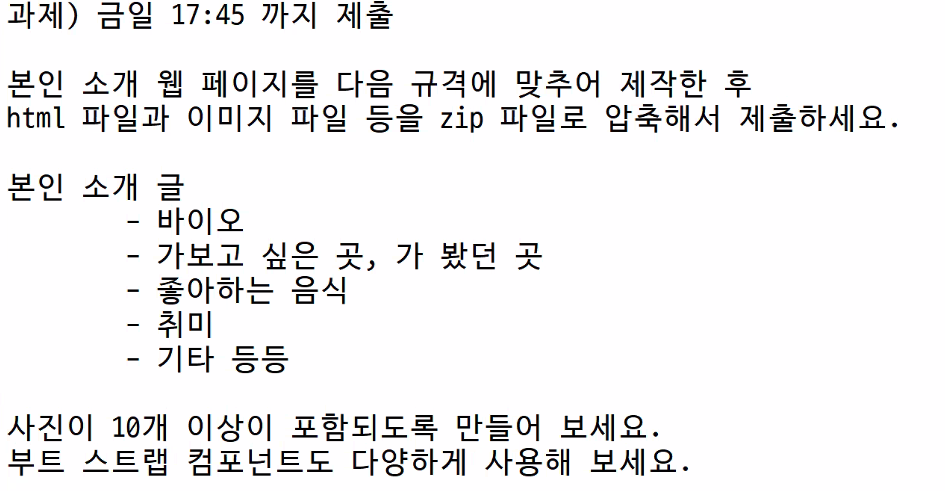 과제) 금일 17:45 까지 제출
본인 소개 웹 페이지를 다음 규격에 맞추어 제작한 후
html 파일과 이미지 파일 등을 zip 파일로 압축해서 제출하세요.
본인 소개 글
- 바이오
- 가보고 싶은 곳, 가 봤던 곳
- 좋아하는 음식
- 취미
- 기타 등등
사진이 10개 이상이 포함되도록 만들어 보세요.
부트 스트랩 컴포넌트도 다양하게 사용해 보세요.